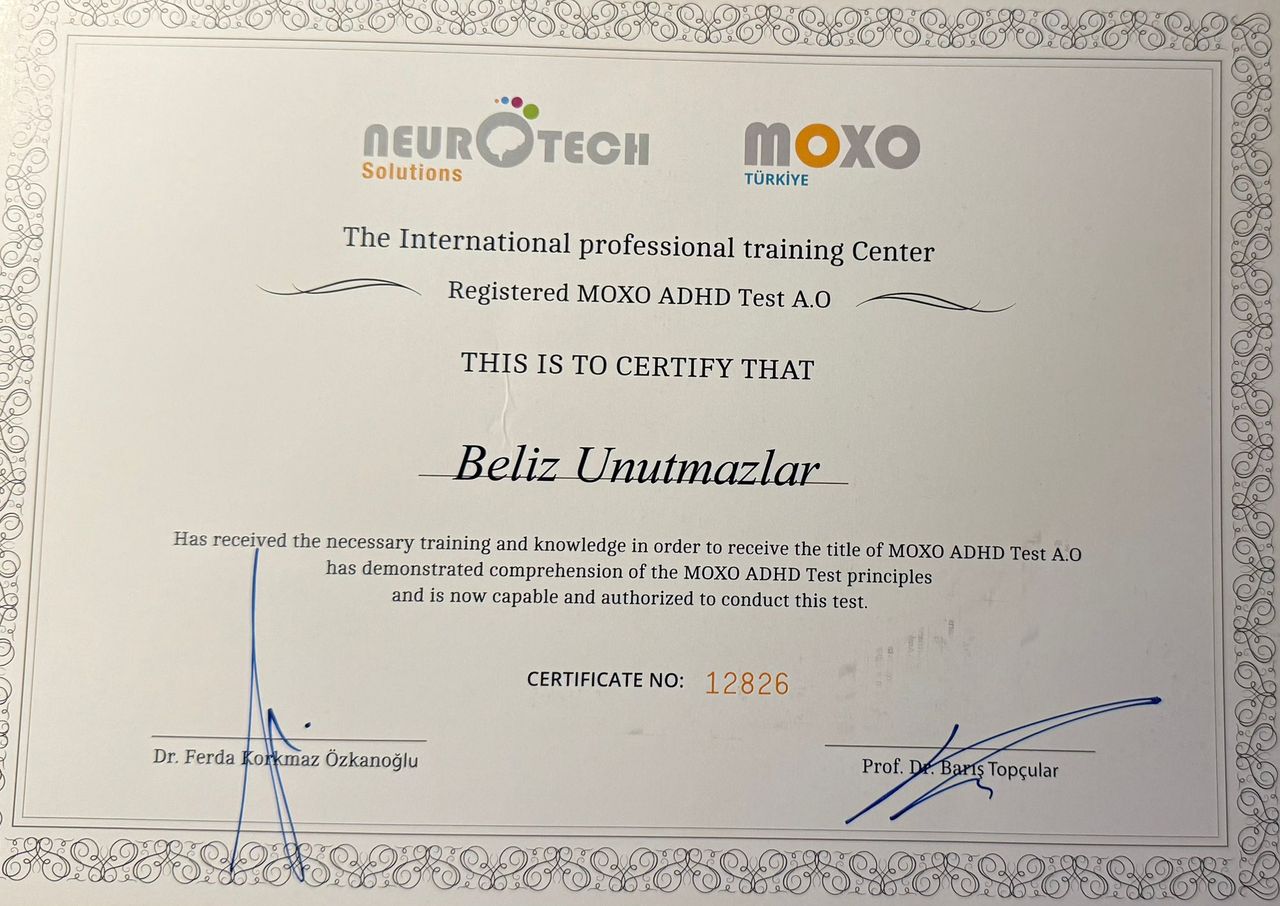 NEUROTECH
Solutions
MOXO
TÜRKİYE
The International professional training Center
Registered MOXO ADHD Test A.O
THIS IS TO CERTIFY THAT
Beliz Unutmazlar
Has received the necessary training and knowledge in order to receive the title of MOXO ADHD Test A.O
has demonstrated comprehension of the MOXO ADHD Test principles
and is now capable and authorized to conduct this test.
CERTIFICATE NO: 12826
Dr. Ferda Korkmaz Özkanoğlu
Prof. Dr. Barış Topçular